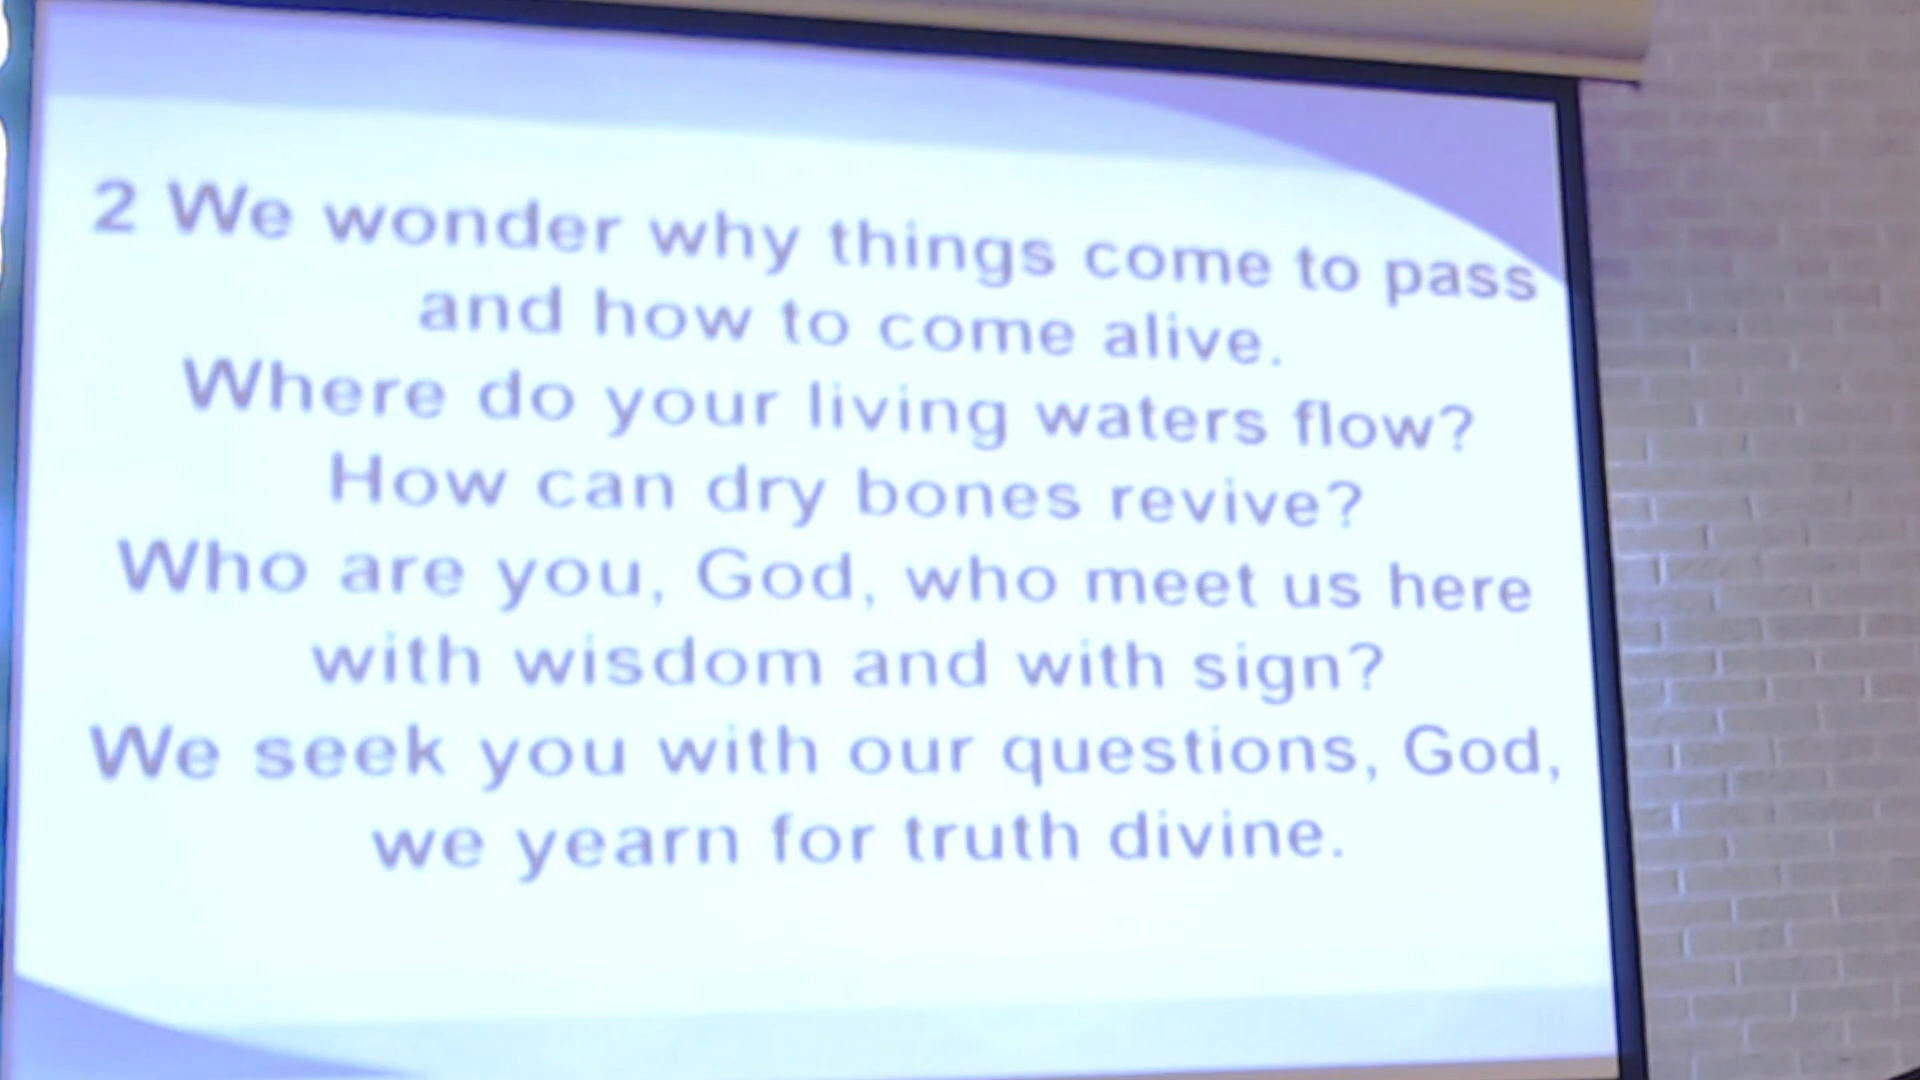 2 We wonder why things come to pass
and how to come alive.
Where do your living waters flow?
How can dry bones revive?
Who are you, God, who meet us here
with wisdom and with sign?
We seek you with our questions, God,
we yearn for truth divine.